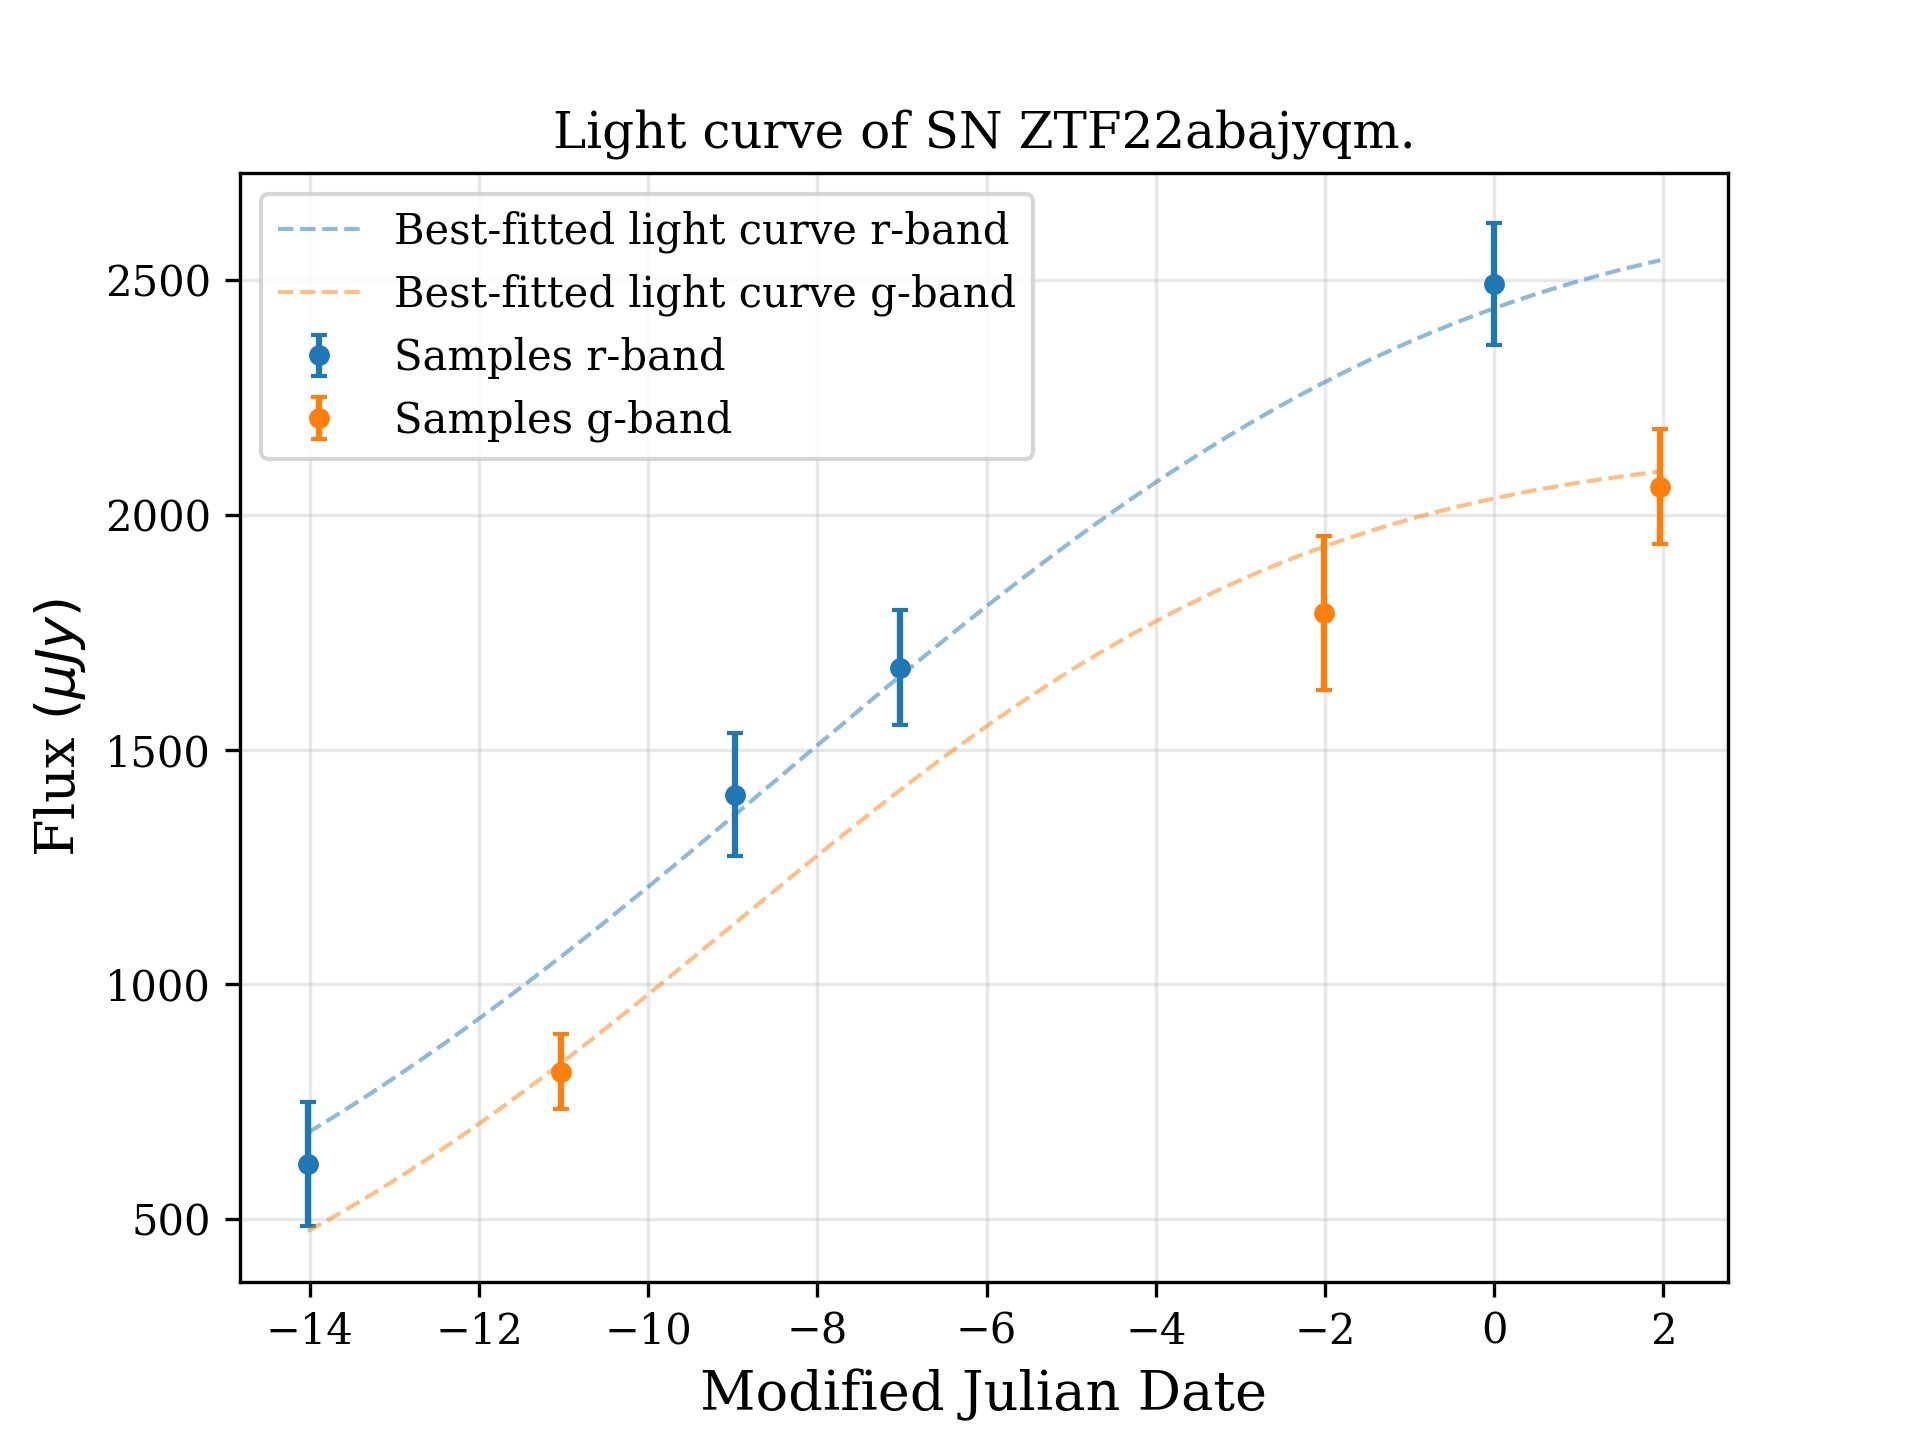 Light curve of SN ZTF22abajyqm.
Best-fitted light curve r-band
Best-fitted light curve g-band
Samples r-band
Samples g-band
2500
2000
1500
1000
500
Flux (μJy)
−14 −12 −10 −8 −6 −4 −2 0 2
Modified Julian Date